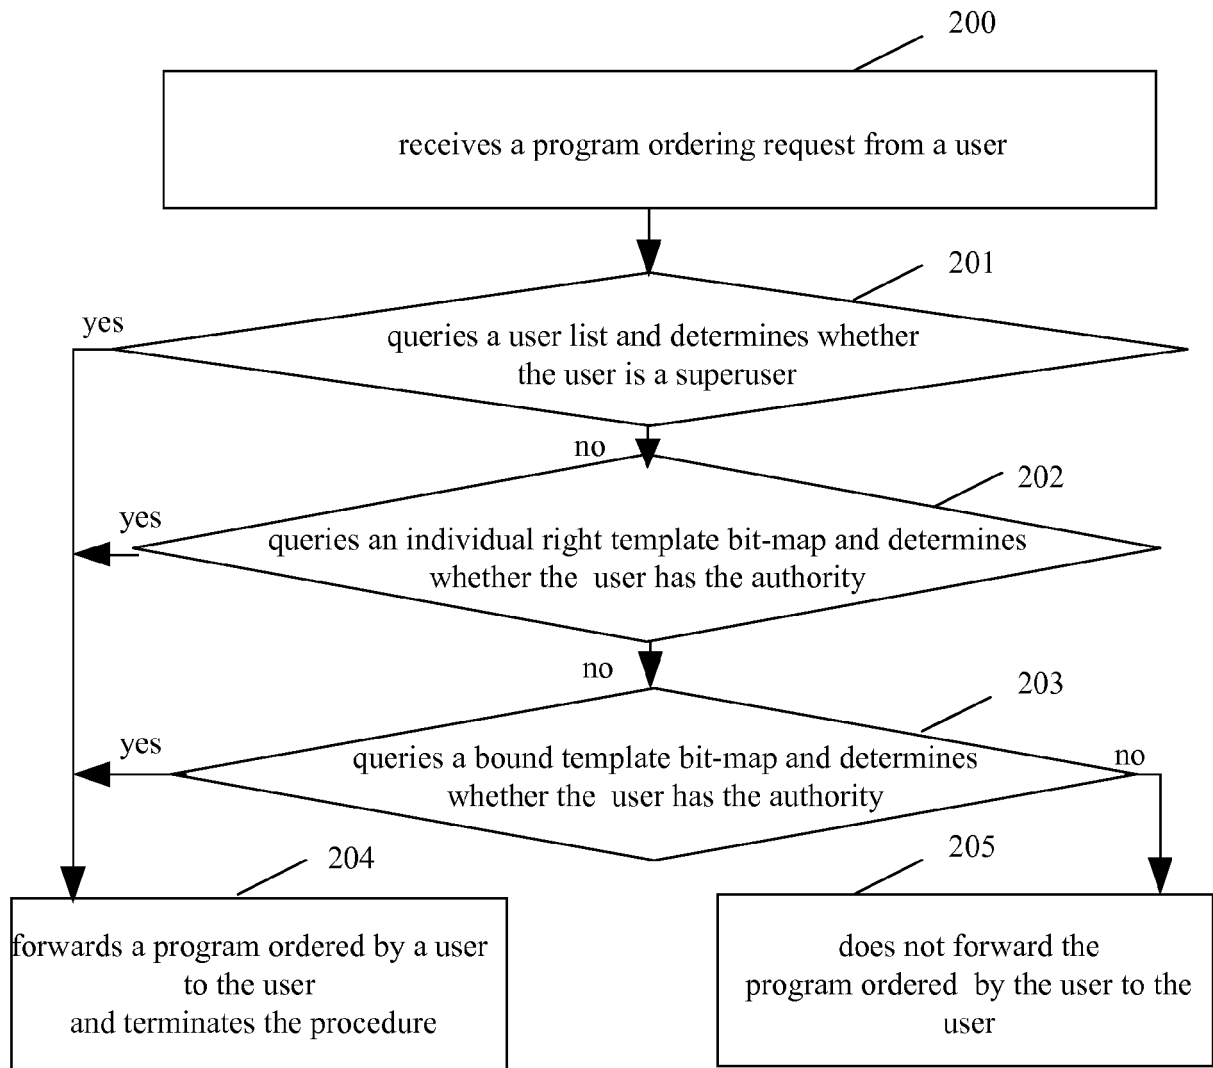 200
receives a program ordering request from a user
201
yes
queries a user list and determines whether
the user is a superuser
no
202
yes
queries an individual right template bit-map and determines
whether the user has the authority
no
203
yes
queries a bound template bit-map and determines
whether the user has the authority
no
204
205
forwards a program ordered by a user
to the user
and terminates the procedure
does not forward the
program ordered by the user to the
user